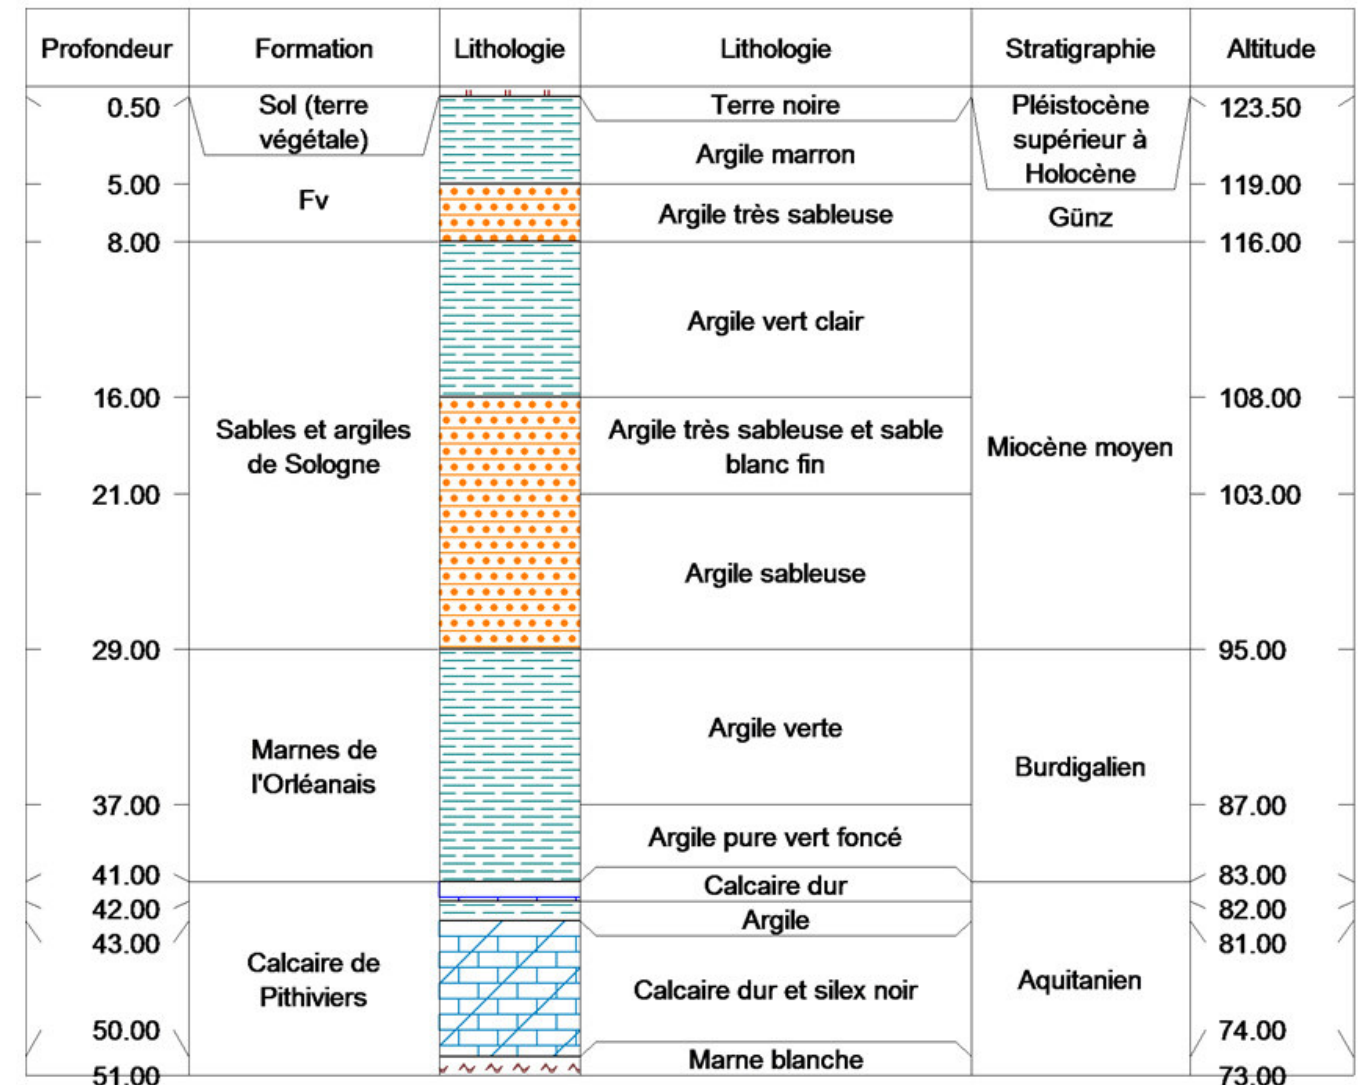 Profondeur Formation Lithologie Lithologie Stratigraphie Altitude
0.50 Sol (terre Terre noire Pléistocène 123.50
végétale) supérieur à
Argile marron
Holocène
5.00 119.00
Fv Argile très sableuse Günz
8.00 116.00
Argile vert clair
16.00 108.00
Sables et argiles Argile très sableuse et sable
de Sologne blanc fin Miocène moyen
21.00 103.00
Argile sableuse
29.00 95.00
Argile verte
Marnes de
l'Orléanais Burdigalien
37.00 87.00
Argile pure vert foncé
41.00 83.00
Calcaire dur
42.00 82.00
Argile
43.00 81.00
Calcaire de
Pithiviers Calcaire dur et silex noir Aquitanien
50.00 74.00
Marne blanche
51.00 73.00